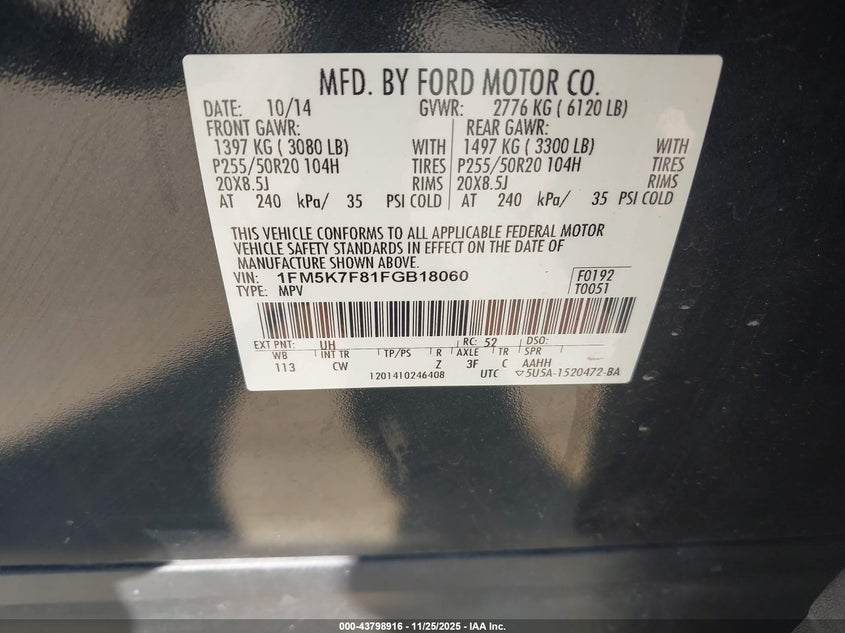 MFD. BY FORD MOTOR CO.
DATE: 10/14 GVWR: 2776 KG ( 6120 LB)
FRONT GAWR: REAR GAWR:
1397 KG ( 3080 LB) WITH 1497 KG ( 3300 LB) WITH
P255/50R20 104H TIRES P255/50R20 104H TIRES
20X8.5J RIMS 20X8.5J RIMS
AT 240 kPa/ 35 PSI COLD AT 240 kPa/ 35 PSI COLD
THIS VEHICLE CONFORMS TO ALL APPLICABLE FEDERAL MOTOR
VEHICLE SAFETY STANDARDS IN EFFECT ON THE DATE OF
MANUFACTURE SHOWN ABOVE.
VIN: 1FM5K7F81FGB18060 F0192
TYPE: MPV T0051
EXT PNT: UH RC: 52 DSO:
WB INT TR TP/PS R AXLE TR SPR
113 CW Z 3F C AAHH
1201410246408 UTC ▽5U5A-1520472-BA
000-43798916 - 11/25/2025 - IAA Inc.